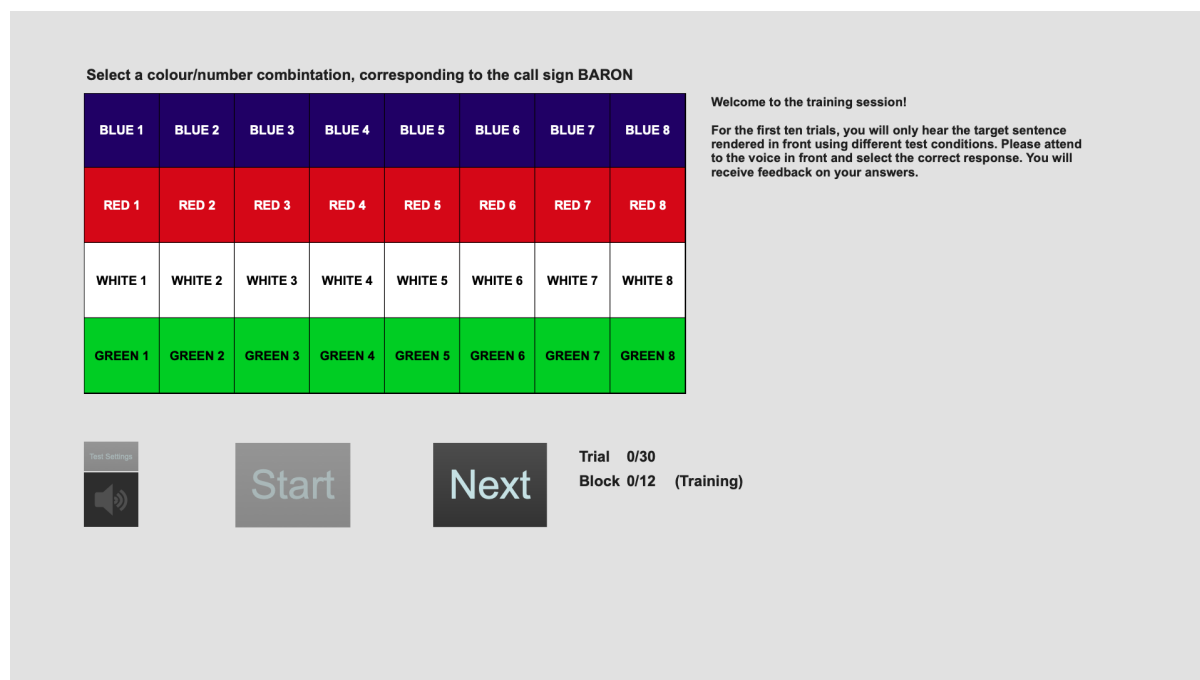 Select a colour/number combintation, corresponding to the call sign BARON
BLUE 1 BLUE 2 BLUE 3 BLUE 4 BLUE 5 BLUE 6 BLUE 7 BLUE 8
RED 1 RED 2 RED 3 RED 4 RED 5 RED 6 RED 7 RED 8
WHITE 1 WHITE 2 WHITE 3 WHITE 4 WHITE 5 WHITE 6 WHITE 7 WHITE 8
GREEN 1 GREEN 2 GREEN 3 GREEN 4 GREEN 5 GREEN 6 GREEN 7 GREEN 8
Welcome to the training session!
For the first ten trials, you will only hear the target sentence
rendered in front using different test conditions. Please attend
to the voice in front and select the correct response. You will
receive feedback on your answers.
Test Settings
Start
Next
Trial 0/30
Block 0/12 (Training)